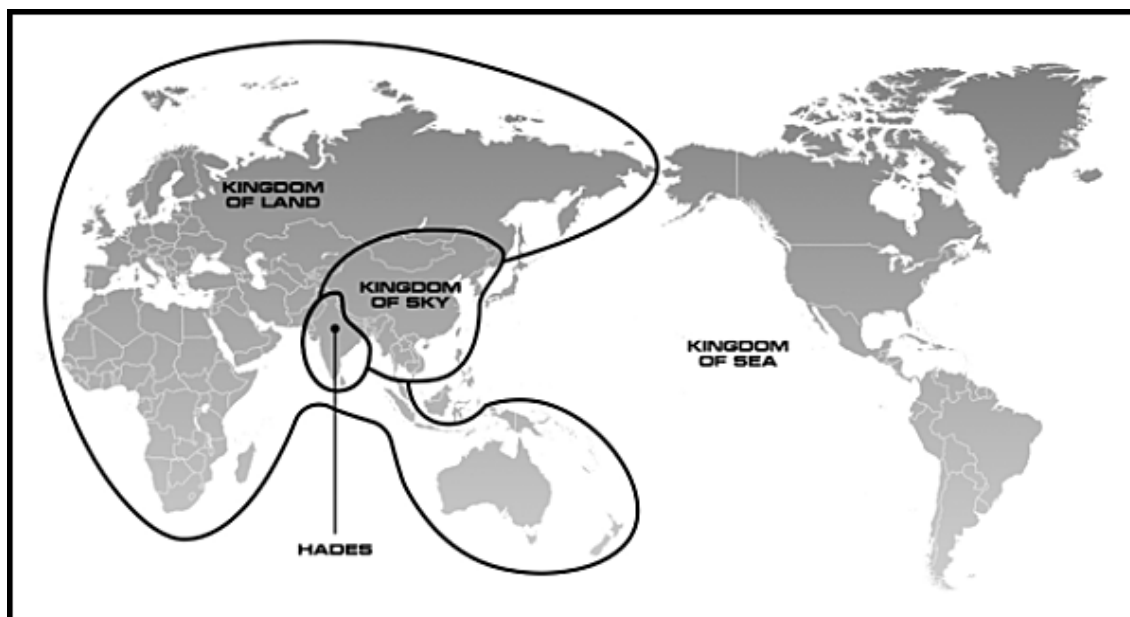 KINGDOM
OF LAND
KINGDOM
OF SKY
KINGDOM
OF SEA
HADES